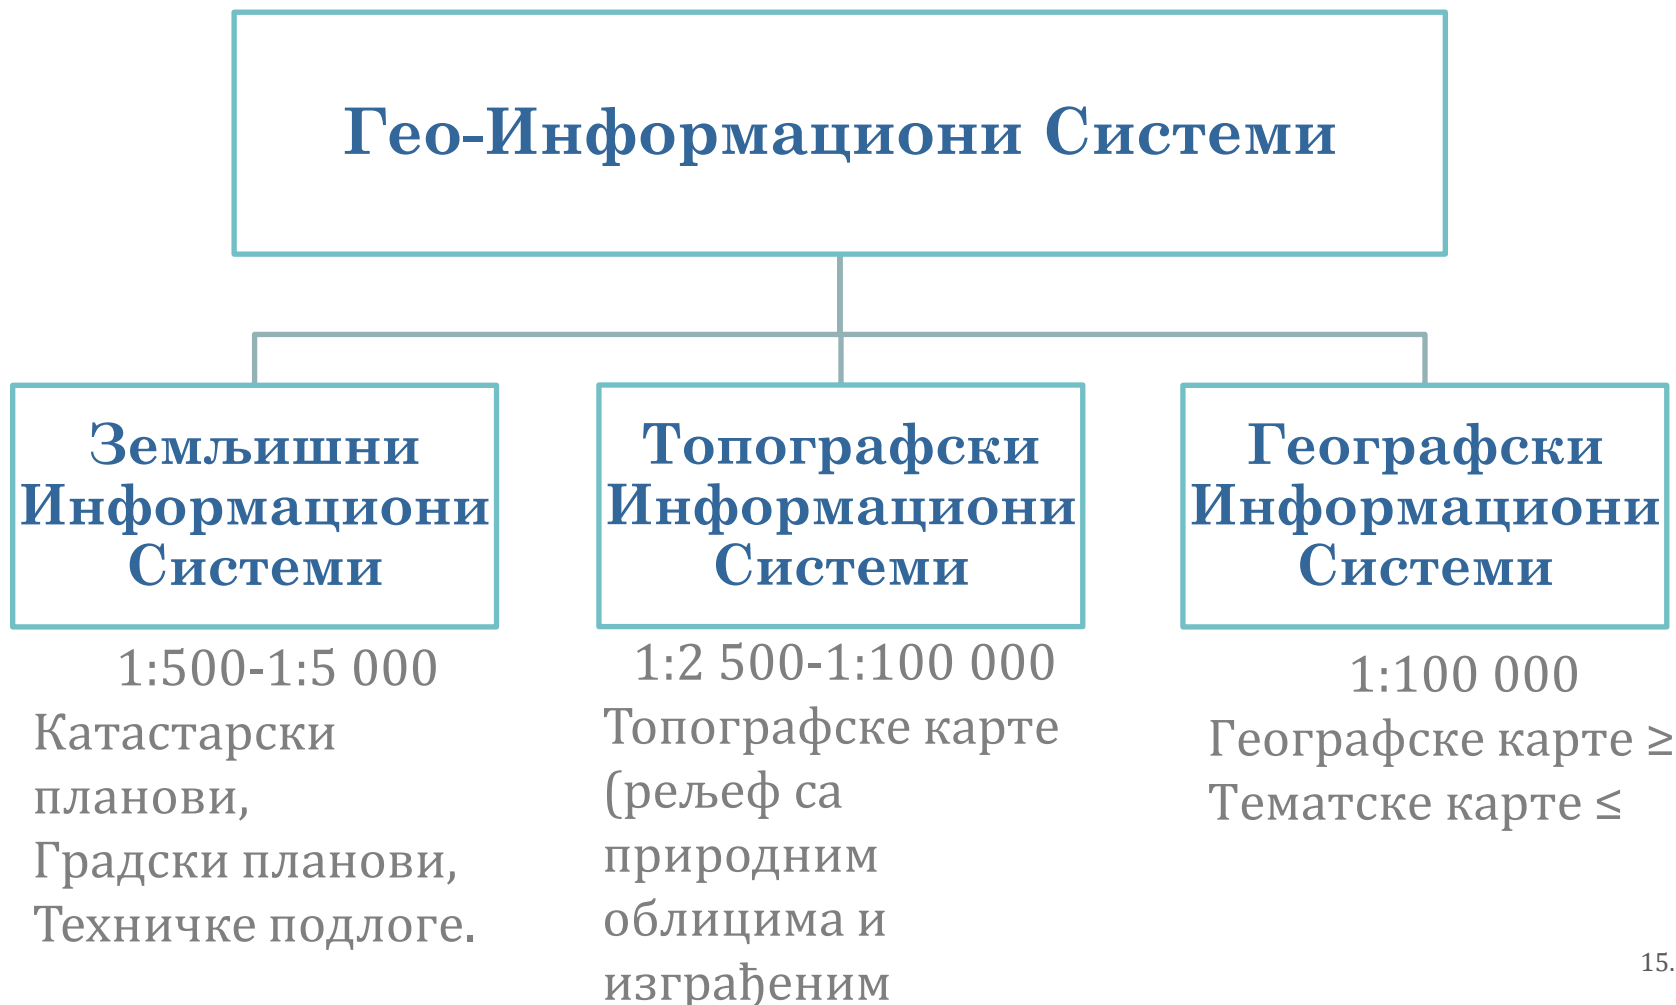 Гео-Информациони Системи
Земљишни
Информациони
Системи
1:500-1:5 000
Катастарски
планови,
Градски планови,
Техничке подлоге.
Топографски
Информациони
Системи
1:2 500-1:100 000
Топографске карте
(рељеф са
природним
облицима и
изграђеним
Географски
Информациони
Системи
1:100 000
Географске карте ≥
Тематске карте ≤
15.